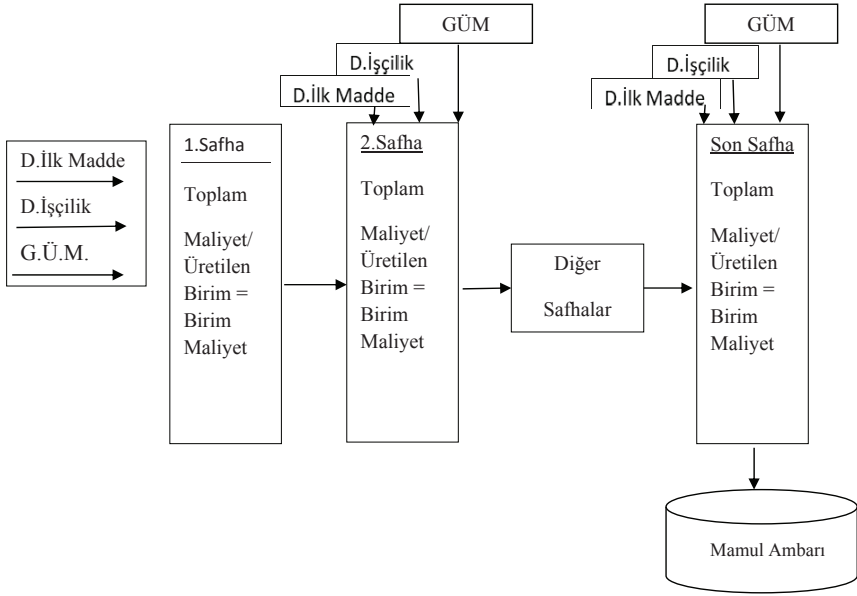 GÜM
D.İşçilik
D.İlk Madde
GÜM
D.İşçilik
D.İlk Madde
D.İlk Madde
D.İşçilik
G.Ü.M.
1.Safha
Toplam
Maliyet/
Üretilen
Birim =
Birim
Maliyet
2.Safha
Toplam
Maliyet/
Üretilen
Birim =
Birim
Maliyet
Diğer
Safhalar
Son Safha
Toplam
Maliyet/
Üretilen
Birim =
Birim
Maliyet
Mamul Ambarı